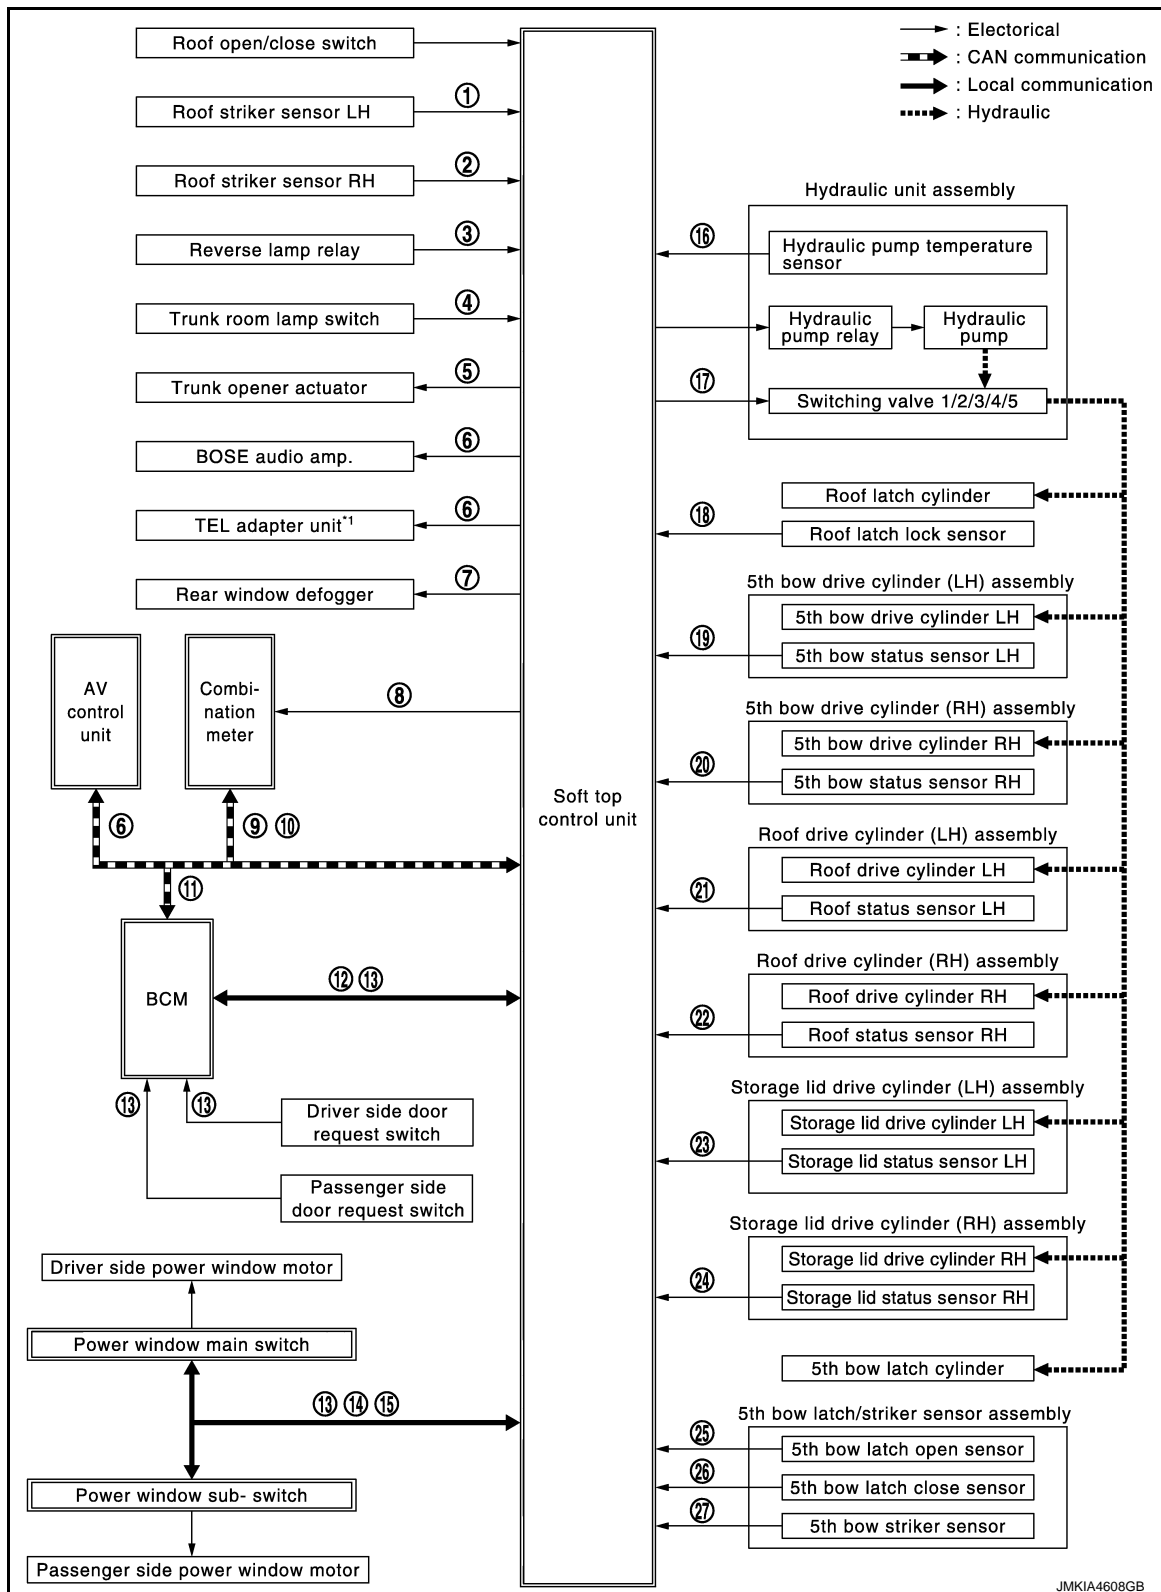 : Electorical
: CAN communication
: Local communication
: Hydraulic
Roof open/close switch
①
Roof striker sensor LH
②
Roof striker sensor RH
③
Reverse lamp relay
④
Trunk room lamp switch
⑤
Trunk opener actuator
⑥
BOSE audio amp.
⑥
TEL adapter unit*1
⑦
Rear window defogger
AV
control
unit
Combi-
nation
meter
⑧
⑥
⑨ ⑩
⑪
BCM
⑫ ⑬
⑬
⑬
Driver side door
request switch
Passenger side
door request switch
Driver side power window motor
Power window main switch
⑬ ⑭ ⑮
Power window sub- switch
Passenger side power window motor
Soft top
control unit
Hydraulic unit assembly
⑯
Hydraulic pump temperature
sensor
Hydraulic
pump relay
Hydraulic
pump
⑰
Switching valve 1/2/3/4/5
Roof latch cylinder
⑱
Roof latch lock sensor
5th bow drive cylinder (LH) assembly
5th bow drive cylinder LH
⑲
5th bow status sensor LH
5th bow drive cylinder (RH) assembly
5th bow drive cylinder RH
⑳
5th bow status sensor RH
Roof drive cylinder (LH) assembly
Roof drive cylinder LH
㉑
Roof status sensor LH
Roof drive cylinder (RH) assembly
Roof drive cylinder RH
㉒
Roof status sensor RH
Storage lid drive cylinder (LH) assembly
Storage lid drive cylinder LH
㉓
Storage lid status sensor LH
Storage lid drive cylinder (RH) assembly
Storage lid drive cylinder RH
㉔
Storage lid status sensor RH
5th bow latch cylinder
5th bow latch/striker sensor assembly
㉕
5th bow latch open sensor
㉖
5th bow latch close sensor
㉗
5th bow striker sensor
JMKIA4608GB